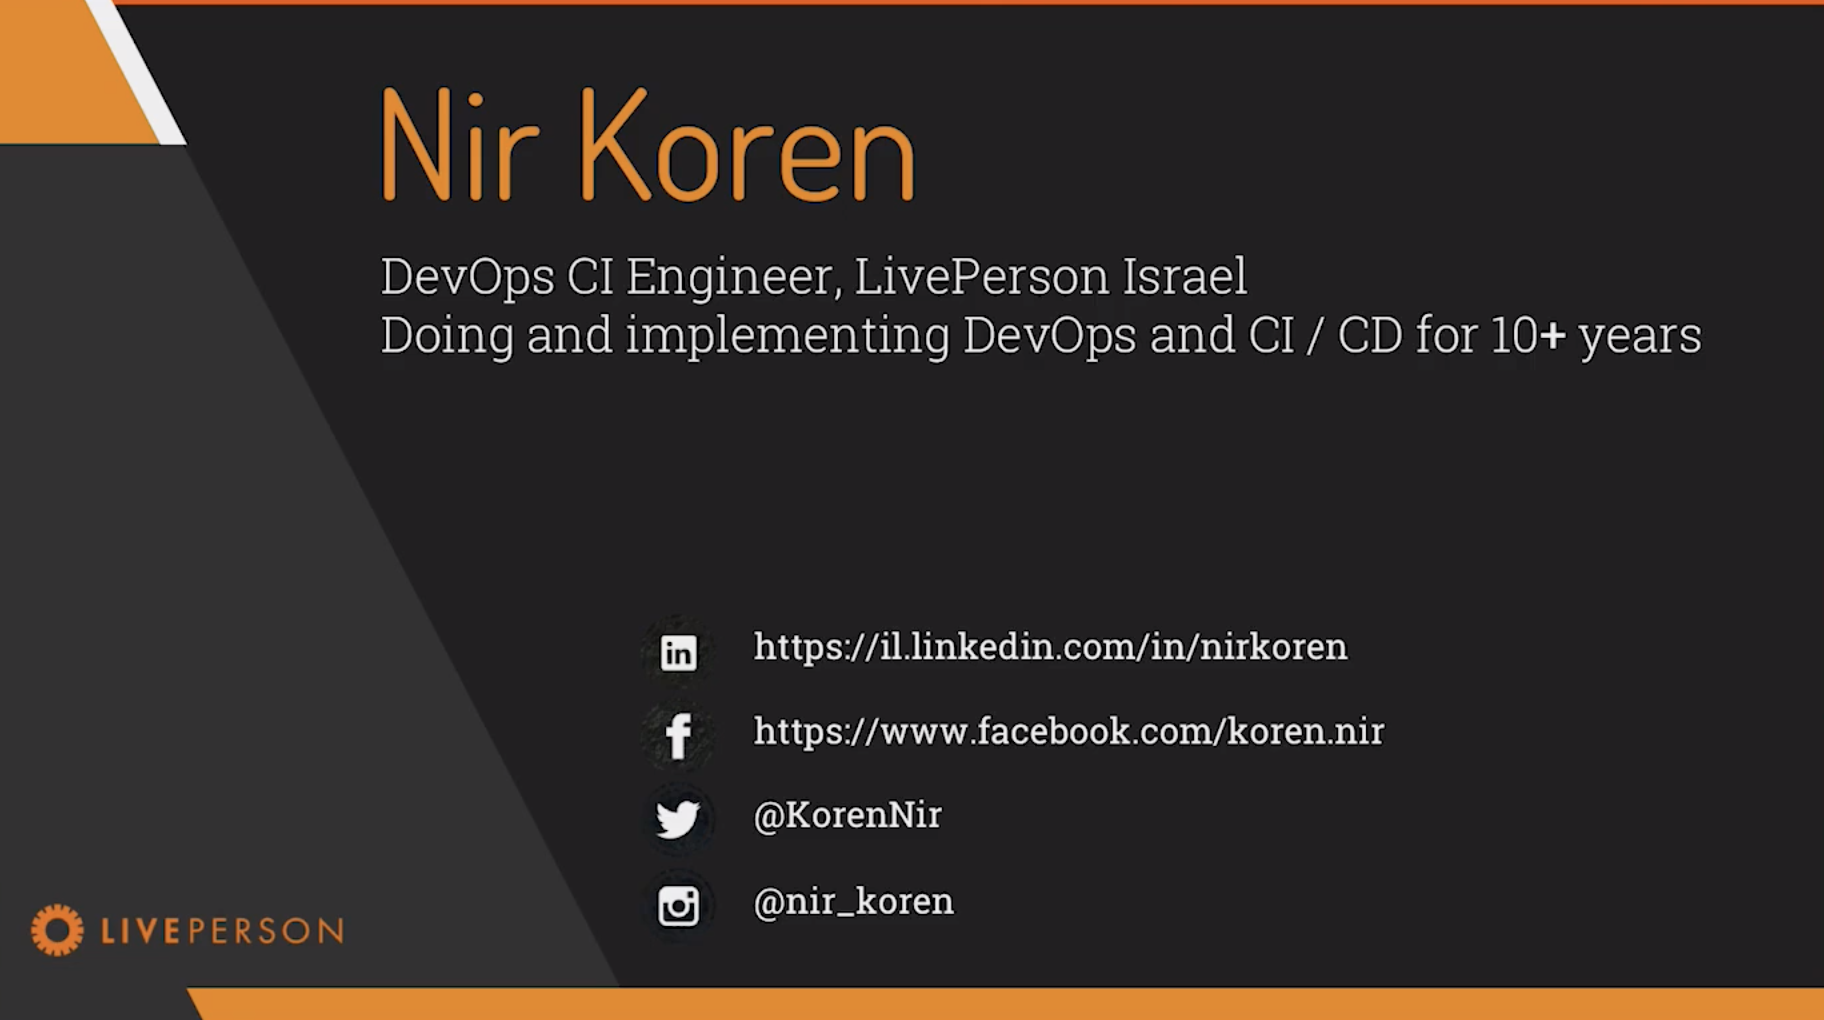 Nir Koren
DevOps CI Engineer, LivePerson Israel
Doing and implementing DevOps and CI / CD for 10+ years
https://il.linkedin.com/in/nirkoren
https://www.facebook.com/koren.nir
@KorenNir
@nir_koren
LIVEPERSON